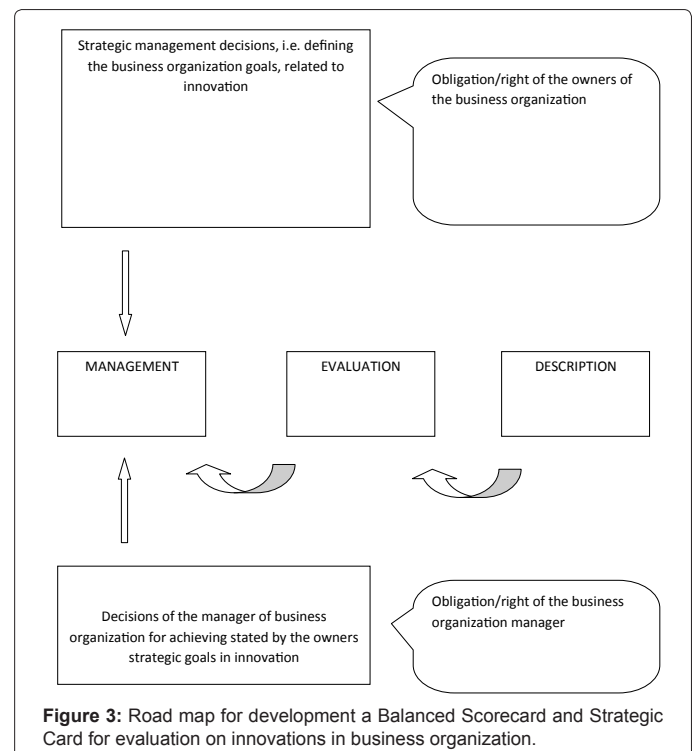 Strategic management decisions, i.e. defining
the business organization goals, related to
innovation
Obligation/right of the owners of
the business organization
MANAGEMENT
EVALUATION
DESCRIPTION
Decisions of the manager of business
organization for achieving stated by the owners
strategic goals in innovation
Obligation/right of the business
organization manager
Figure 3: Road map for development a Balanced Scorecard and Strategic
Card for evaluation on innovations in business organization.